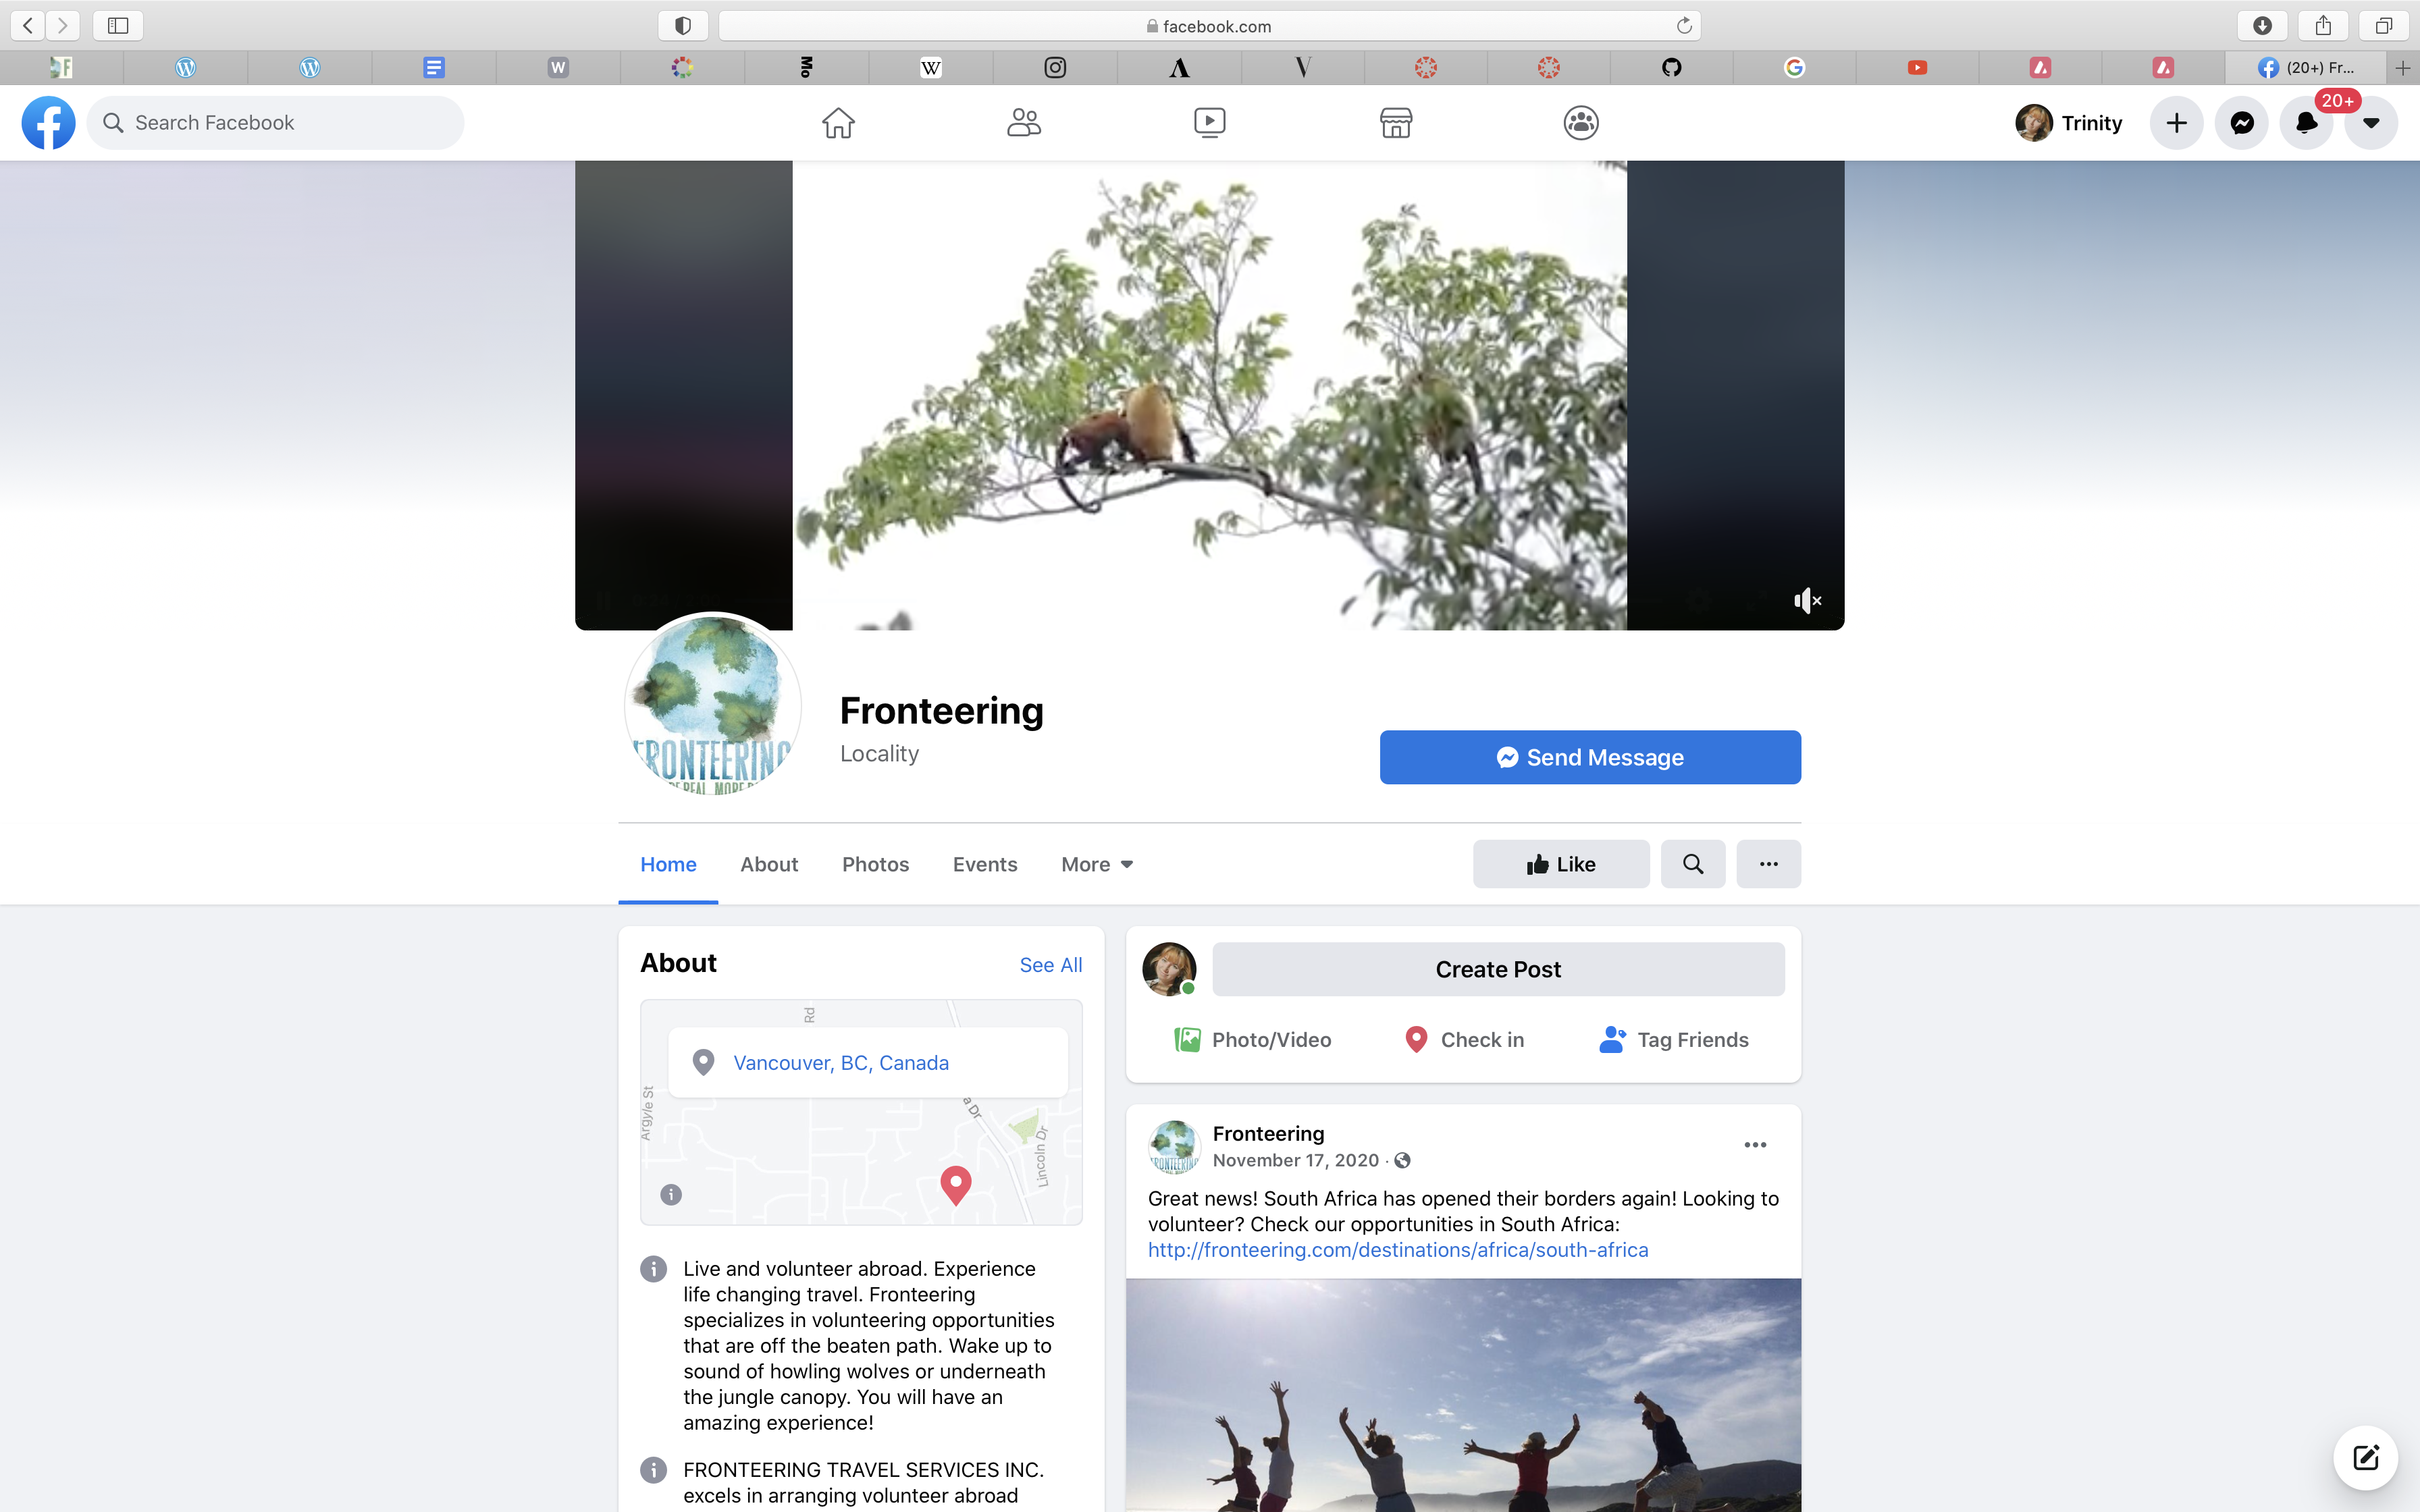 facebook.com
(20+) Fr...
Search Facebook
Trinity
20+
FRONTEERING
Fronteering
Locality
Send Message
Home About Photos Events More
Like
About
See All
Rd
Vancouver, BC, Canada
Argyle St
a Dr
Lincoln Dr
Live and volunteer abroad. Experience
life changing travel. Fronteering
specializes in volunteering opportunities
that are off the beaten path. Wake up to
sound of howling wolves or underneath
the jungle canopy. You will have an
amazing experience!
FRONTEERING TRAVEL SERVICES INC.
excels in arranging volunteer abroad
Create Post
Photo/Video Check in Tag Friends
Fronteering
November 17, 2020 ·
Great news! South Africa has opened their borders again! Looking to
volunteer? Check our opportunities in South Africa:
http://fronteering.com/destinations/africa/south-africa